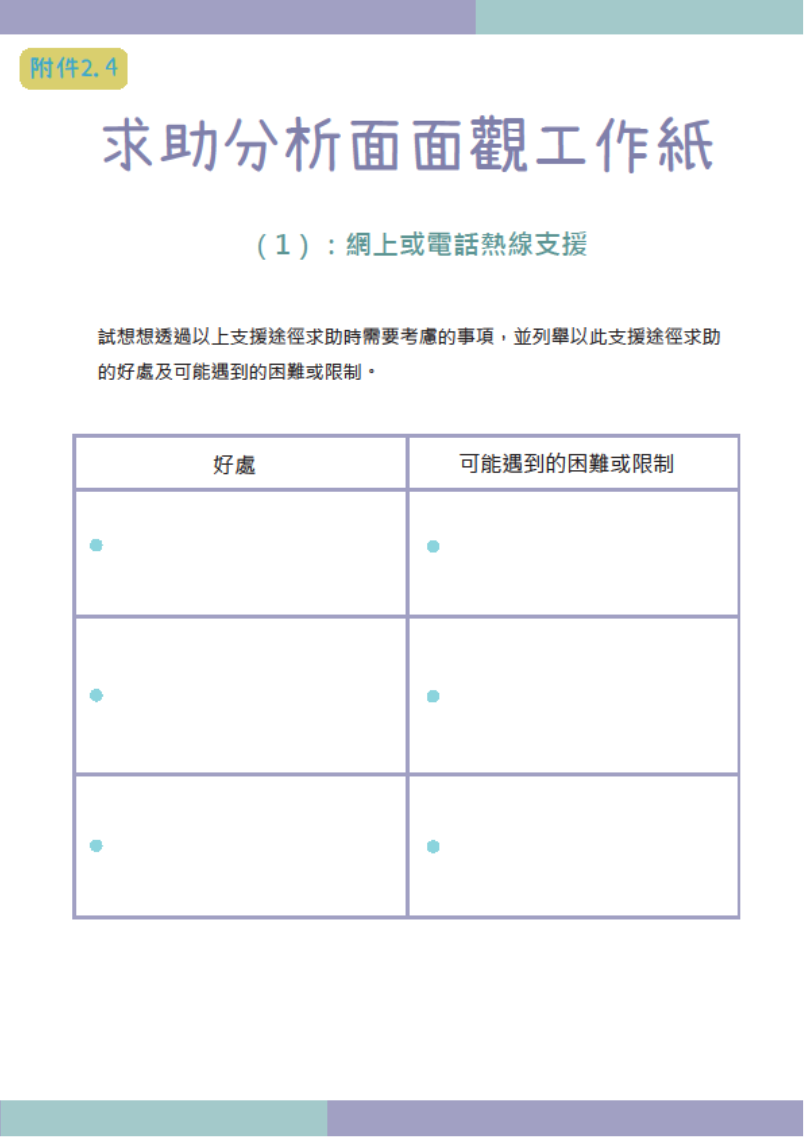 附件2.4
求助分析面面觀工作紙
(1)：網上或電話熱線支援
試想想透過以上支援途徑求助時需要考慮的事項，並列舉以此支援途徑求助
的好處及可能遇到的困難或限制。
好處
可能遇到的困難或限制